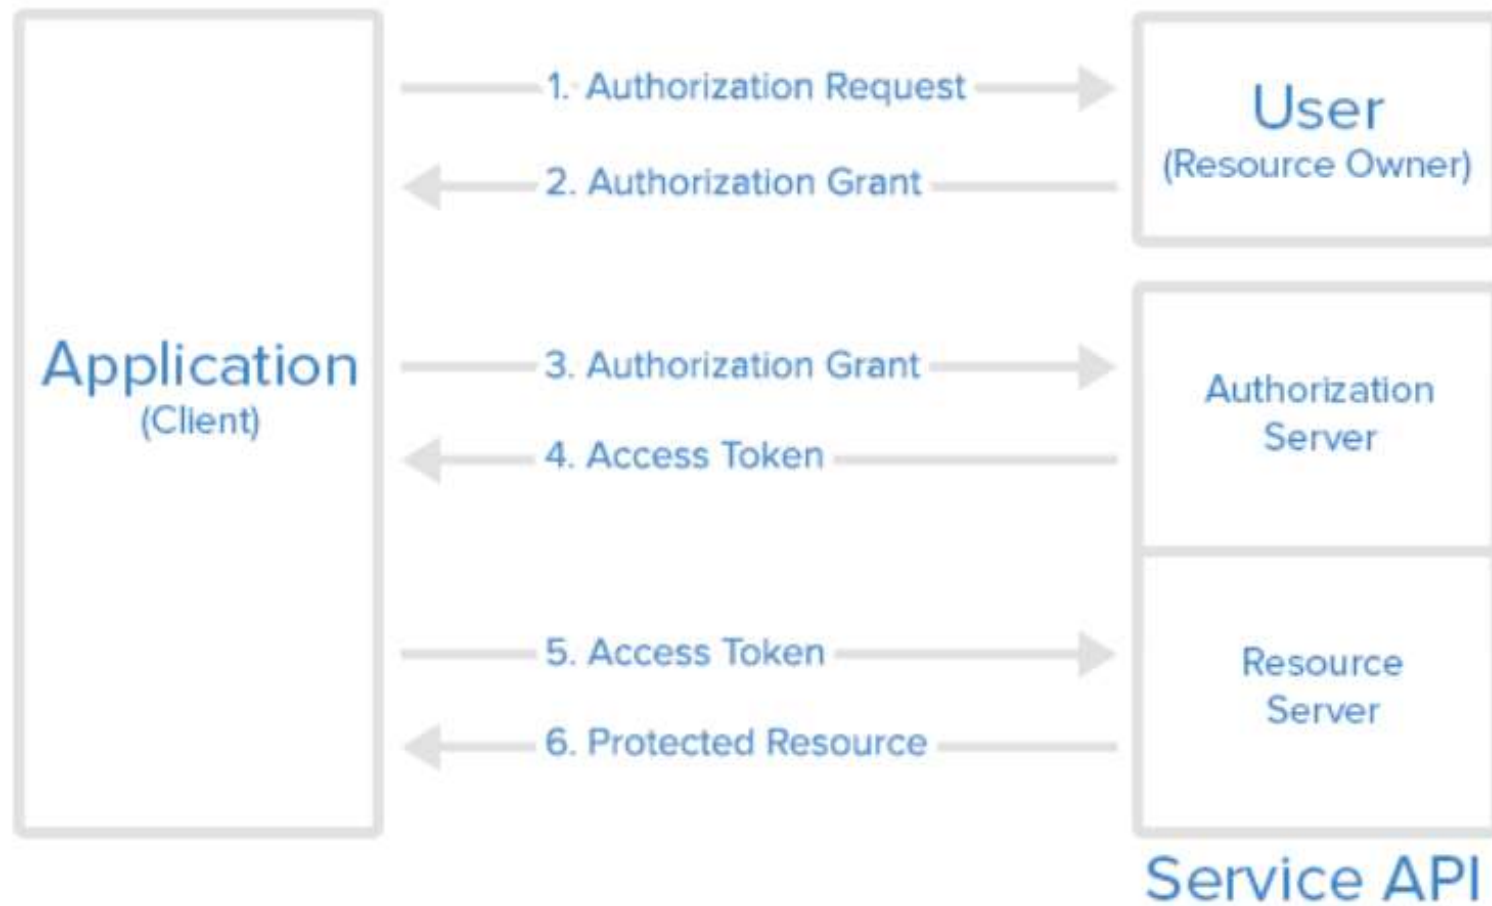 1. Authorization Request
User
(Resource Owner)
2. Authorization Grant
Application
(Client)
3. Authorization Grant
Authorization
Server
4. Access Token
5. Access Token
Resource
Server
6. Protected Resource
Service API